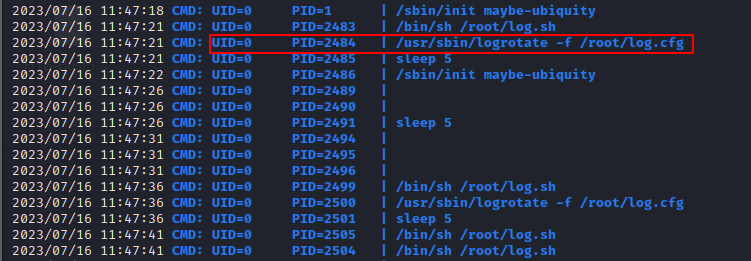 2023/07/16 11:47:18 CMD: UID=0 PID=1 | /sbin/init maybe-ubiquity
2023/07/16 11:47:21 CMD: UID=0 PID=2483 | /bin/sh /root/log.sh
2023/07/16 11:47:21 CMD: UID=0 PID=2484 | /usr/sbin/logrotate -f /root/log.cfg
2023/07/16 11:47:21 CMD: UID=0 PID=2485 | sleep 5
2023/07/16 11:47:22 CMD: UID=0 PID=2486 | /sbin/init maybe-ubiquity
2023/07/16 11:47:26 CMD: UID=0 PID=2489 |
2023/07/16 11:47:26 CMD: UID=0 PID=2490 |
2023/07/16 11:47:26 CMD: UID=0 PID=2491 | sleep 5
2023/07/16 11:47:31 CMD: UID=0 PID=2494 |
2023/07/16 11:47:31 CMD: UID=0 PID=2495 |
2023/07/16 11:47:31 CMD: UID=0 PID=2496 |
2023/07/16 11:47:36 CMD: UID=0 PID=2499 | /bin/sh /root/log.sh
2023/07/16 11:47:36 CMD: UID=0 PID=2500 | /usr/sbin/logrotate -f /root/log.cfg
2023/07/16 11:47:36 CMD: UID=0 PID=2501 | sleep 5
2023/07/16 11:47:41 CMD: UID=0 PID=2505 | /bin/sh /root/log.sh
2023/07/16 11:47:41 CMD: UID=0 PID=2504 | /bin/sh /root/log.sh